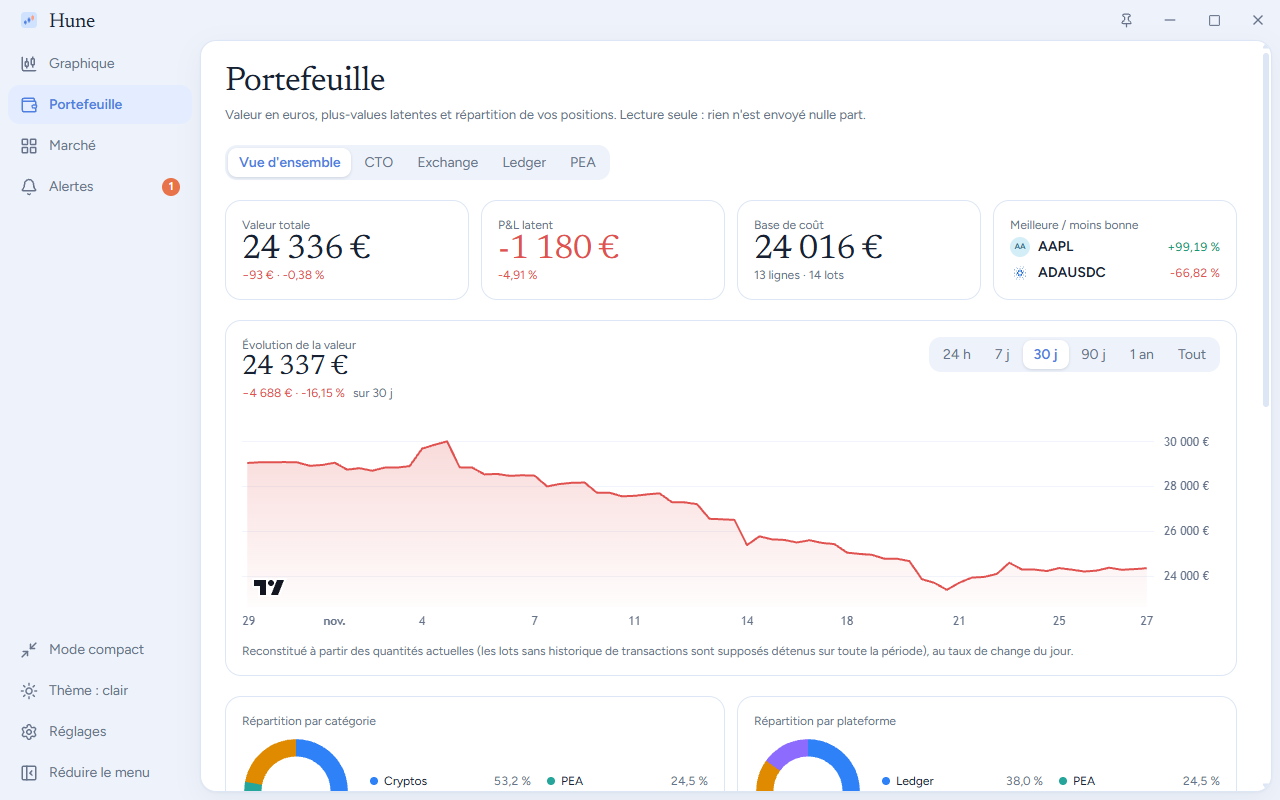 Hune
Graphique
Portefeuille
Marché
Alertes
1
Mode compact
Thème : clair
Réglages
Réduire le menu
Portefeuille
Valeur en euros, plus-values latentes et répartition de vos positions. Lecture seule : rien n'est envoyé nulle part.
Vue d'ensemble CTO Exchange Ledger PEA
Valeur totale
24 336 €
−93 € · -0,38 %
P&L latent
-1 180 €
-4,91 %
Base de coût
24 016 €
13 lignes · 14 lots
Meilleure / moins bonne
AA AAPL +99,19 %
ADAUSDC -66,82 %
Évolution de la valeur
24 337 €
−4 688 € · -16,15 % sur 30 j
24 h 7 j 30 j 90 j 1 an Tout
30 000 €
28 000 €
26 000 €
24 000 €
29 nov. 4 7 11 14 18 21 25 27
Reconstitué à partir des quantités actuelles (les lots sans historique de transactions sont supposés détenus sur toute la période), au taux de change du jour.
Répartition par catégorie
Cryptos 53,2 % PEA 24,5 %
Répartition par plateforme
Ledger 38,0 % PEA 24,5 %